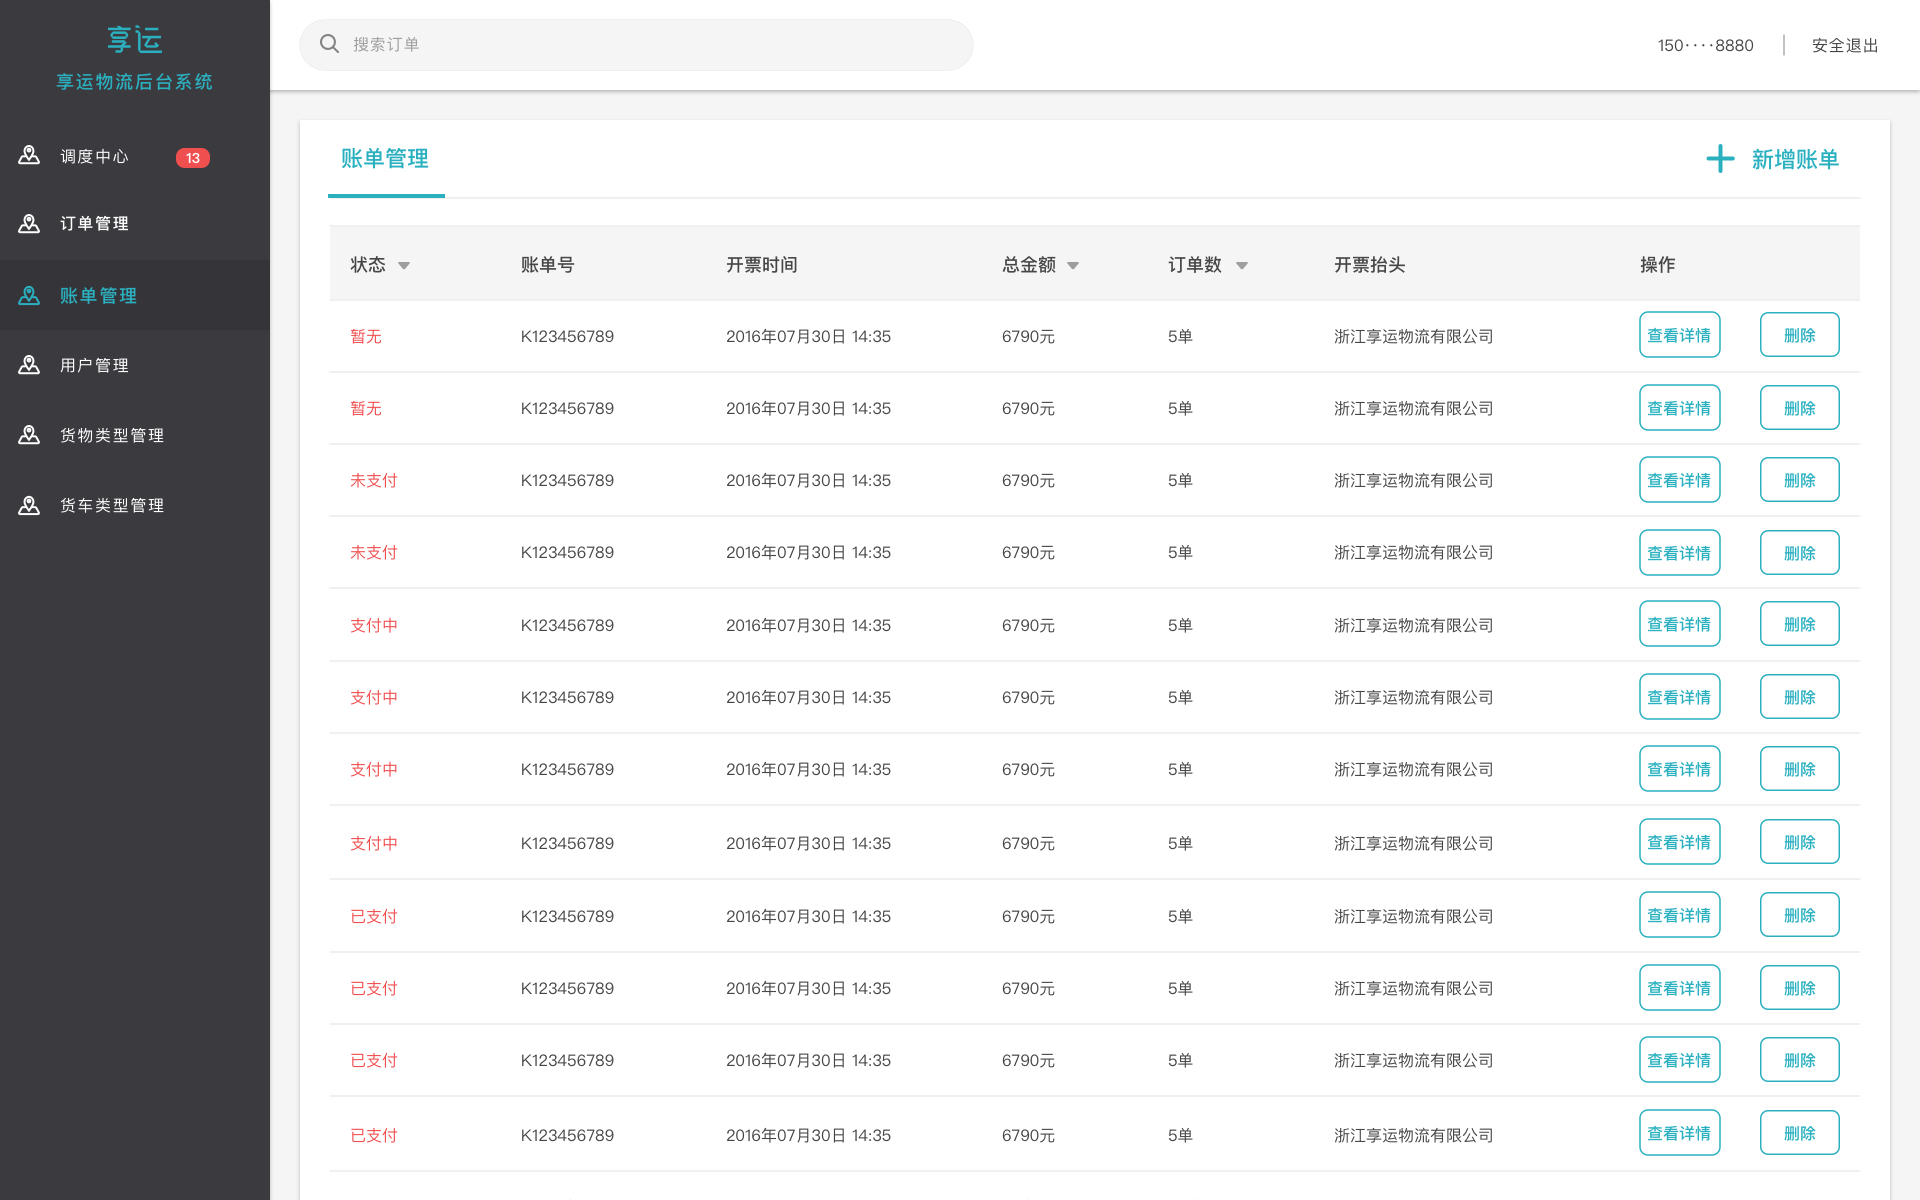 享运
享运物流后台系统
调度中心 13
订单管理
账单管理
用户管理
货物类型管理
货车类型管理
搜索订单
150····8880 | 安全退出
账单管理
新增账单
状态 账单号 开票时间 总金额 订单数 开票抬头 操作
暂无 K123456789 2016年07月30日 14:35 6790元 5单 浙江享运物流有限公司 查看详情 删除
暂无 K123456789 2016年07月30日 14:35 6790元 5单 浙江享运物流有限公司 查看详情 删除
未支付 K123456789 2016年07月30日 14:35 6790元 5单 浙江享运物流有限公司 查看详情 删除
未支付 K123456789 2016年07月30日 14:35 6790元 5单 浙江享运物流有限公司 查看详情 删除
支付中 K123456789 2016年07月30日 14:35 6790元 5单 浙江享运物流有限公司 查看详情 删除
支付中 K123456789 2016年07月30日 14:35 6790元 5单 浙江享运物流有限公司 查看详情 删除
支付中 K123456789 2016年07月30日 14:35 6790元 5单 浙江享运物流有限公司 查看详情 删除
支付中 K123456789 2016年07月30日 14:35 6790元 5单 浙江享运物流有限公司 查看详情 删除
已支付 K123456789 2016年07月30日 14:35 6790元 5单 浙江享运物流有限公司 查看详情 删除
已支付 K123456789 2016年07月30日 14:35 6790元 5单 浙江享运物流有限公司 查看详情 删除
已支付 K123456789 2016年07月30日 14:35 6790元 5单 浙江享运物流有限公司 查看详情 删除
已支付 K123456789 2016年07月30日 14:35 6790元 5单 浙江享运物流有限公司 查看详情 删除